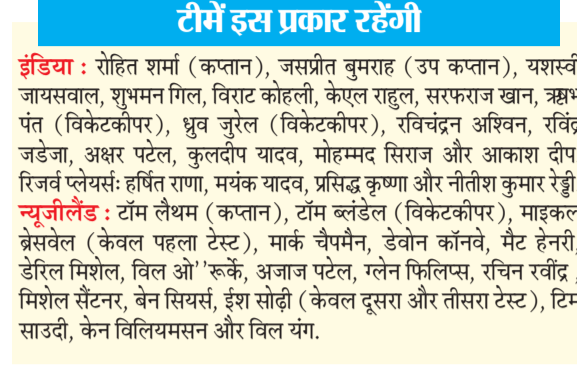 टीमें इस प्रकार रहेंगी
इंडिया : रोहित शर्मा (कप्तान), जसप्रीत बुमराह (उप कप्तान), यशस्वी
जायसवाल, शुभमन गिल, विराट कोहली, केएल राहुल, सरफराज खान, ऋषभ
पंत (विकेटकीपर), ध्रुव जुरेल (विकेटकीपर), रविचंद्रन अश्विन, रविंद्र
जडेजा, अक्षर पटेल, कुलदीप यादव, मोहम्मद सिराज और आकाश दीप
रिजर्व प्लेयर्सः हर्षित राणा, मयंक यादव, प्रसिद्ध कृष्णा और नीतीश कुमार रेड्डी
न्यूजीलैंड : टॉम लैथम (कप्तान), टॉम ब्लंडेल (विकेटकीपर), माइकल
ब्रेसवेल (केवल पहला टेस्ट), मार्क चैपमैन, डेवोन कॉनवे, मैट हेनरी,
डेरिल मिशेल, विल ओ''रूर्के, अजाज पटेल, ग्लेन फिलिप्स, रचिन रवींद्र ,
मिशेल सैंटनर, बेन सियर्स, ईश सोढ़ी (केवल दूसरा और तीसरा टेस्ट), टिम
साउदी, केन विलियमसन और विल यंग.